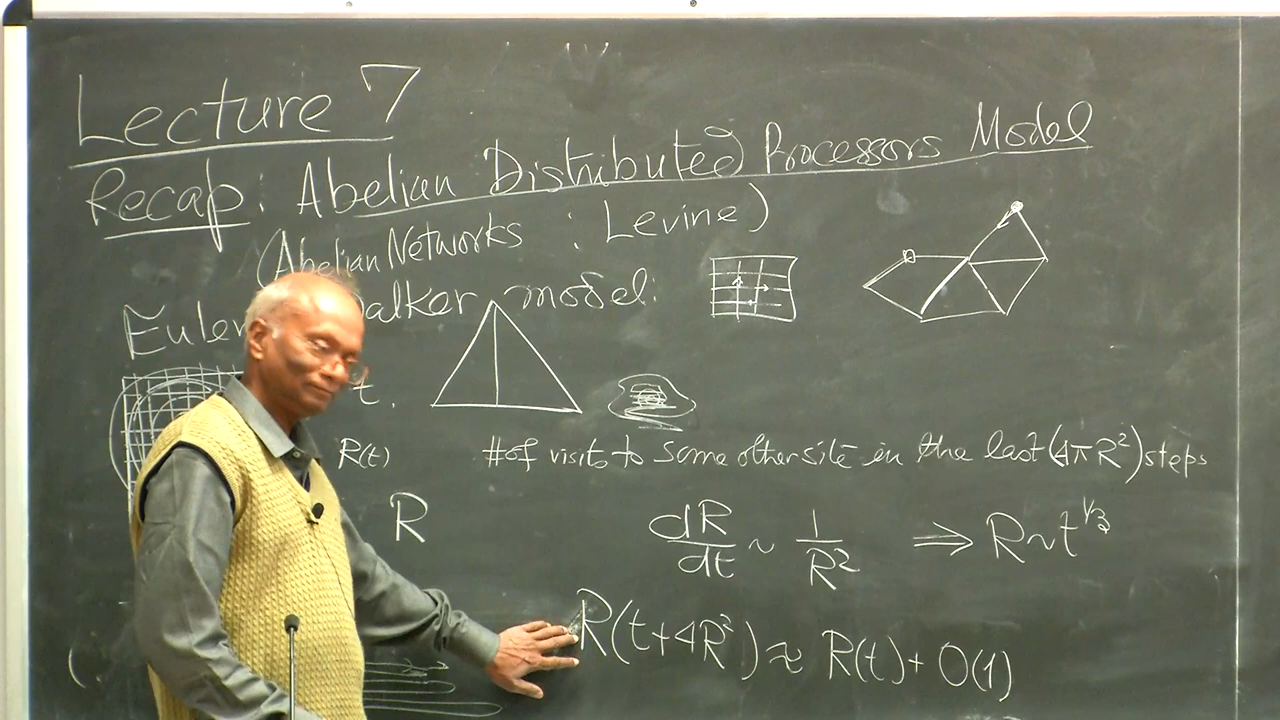 Lecture 7
Recap: Abelian Distributed Processors Model
(Abelian Networks : Levine)
Euler alker model:
t.
R(t) # of visits to some other site in the last (4πR²) steps
R dR/dt ~ 1/R² ⇒ R~t^1/3
R(t+4R²) ≈ R(t) + O(1)